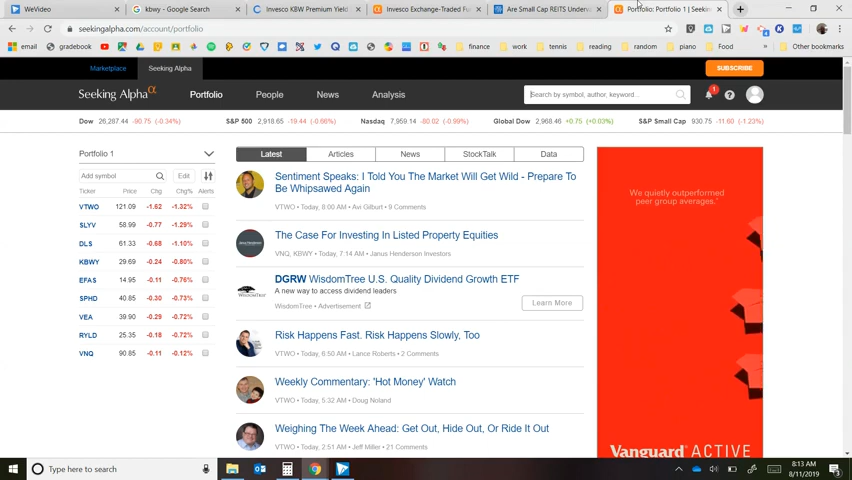 WeVideo
kbwy - Google Search
Invesco KBW Premium Yield
Invesco Exchange-Traded Fu
Are Small Cap REITS Underv
Portfolio: Portfolio 1 | Seekin
seekingalpha.com/account/portfolio
email
gradebook
finance
work
tennis
reading
random
piano
Food
Other bookmarks
Marketplace
Seeking Alpha
SUBSCRIBE
Seeking Alpha α
Portfolio
People
News
Analysis
Search by symbol, author, keyword...
1
Dow 26,287.44 -90.75 (-0.34%)
S&P 500 2,918.65 -19.44 (-0.66%)
Nasdaq 7,959.14 -80.02 (-0.99%)
Global Dow 2,968.46 +0.75 (+0.03%)
S&P Small Cap 930.75 -11.60 (-1.23%)
Portfolio 1
Add symbol
Edit
Ticker Price Chg Chg% Alerts
VTWO 121.09 -1.62 -1.32%
SLYV 58.99 -0.77 -1.29%
DLS 61.33 -0.68 -1.10%
KBWY 29.69 -0.24 -0.80%
EFAS 14.95 -0.11 -0.76%
SPHD 40.85 -0.30 -0.73%
VEA 39.90 -0.29 -0.72%
RYLD 25.35 -0.18 -0.72%
VNQ 90.85 -0.11 -0.12%
Latest
Articles
News
StockTalk
Data
Sentiment Speaks: I Told You The Market Will Get Wild - Prepare To
Be Whipsawed Again
VTWO • Today, 8:00 AM • Avi Gilburt • 9 Comments
The Case For Investing In Listed Property Equities
VNQ, KBWY • Today, 7:14 AM • Janus Henderson Investors
DGRW WisdomTree U.S. Quality Dividend Growth ETF
A new way to access dividend leaders
WisdomTree • Advertisement
Learn More
Risk Happens Fast. Risk Happens Slowly, Too
VTWO • Today, 6:50 AM • Lance Roberts • 2 Comments
Weekly Commentary: 'Hot Money' Watch
VTWO • Today, 5:32 AM • Doug Noland
Weighing The Week Ahead: Get Out, Hide Out, Or Ride It Out
VTWO • Today, 2:51 AM • Jeff Miller • 21 Comments
We quietly outperformed
peer group averages.*
Vanguard ACTIVE
Type here to search
8:13 AM
8/11/2019
3